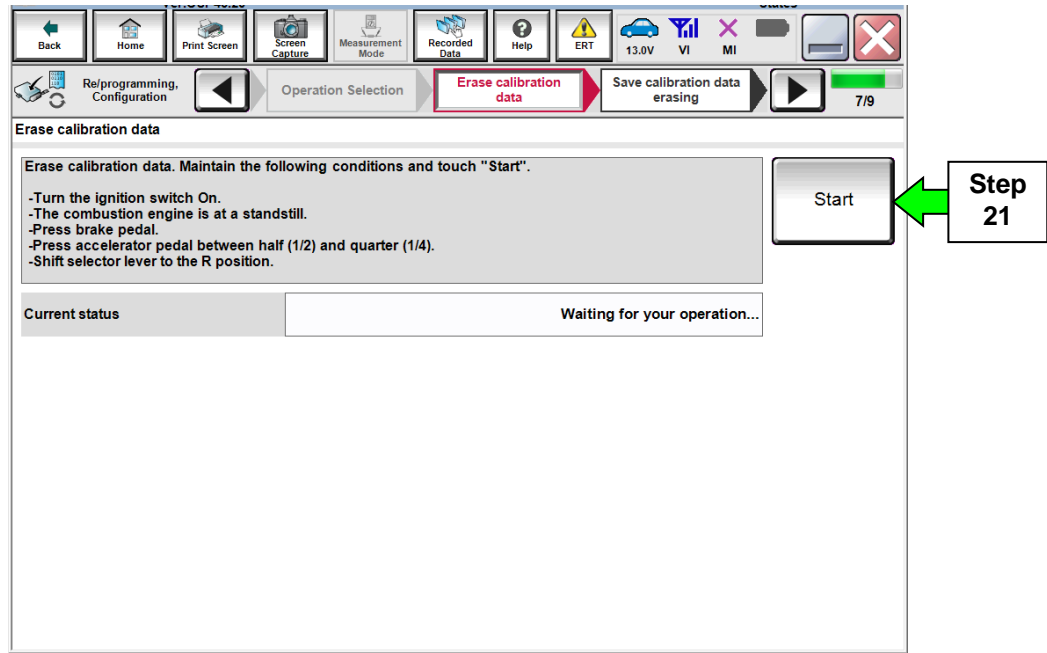 Back
Home
Print Screen
Screen
Capture
Measurement
Mode
Recorded
Data
Help
ERT
13.0V
VI
MI
Re/programming,
Configuration
Operation Selection
Erase calibration
data
Save calibration data
erasing
7/9
Erase calibration data
Erase calibration data. Maintain the following conditions and touch "Start".
-Turn the ignition switch On.
-The combustion engine is at a standstill.
-Press brake pedal.
-Press accelerator pedal between half (1/2) and quarter (1/4).
-Shift selector lever to the R position.
Start
Step
21
Current status
Waiting for your operation...